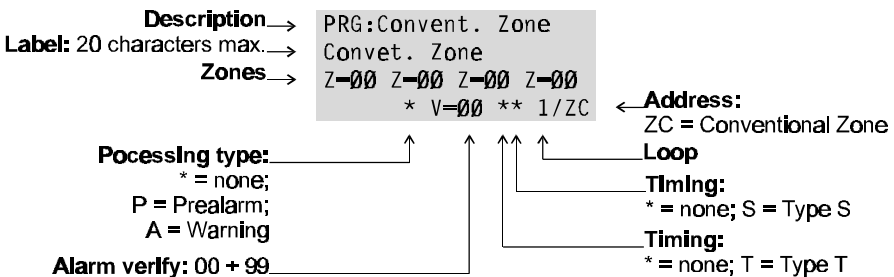 Description
Label: 20 characters max.
Zones
PRG:Convent. Zone
Convet. Zone
Z=00 Z=00 Z=00 Z=00
* V=00 ** 1/ZC
Address:
ZC = Conventional Zone
Loop
Timing:
* = none; S = Type S
Timing:
* = none; T = Type T
Pocessing type:
* = none;
P = Prealarm;
A = Warning
Alarm verify: 00 + 99